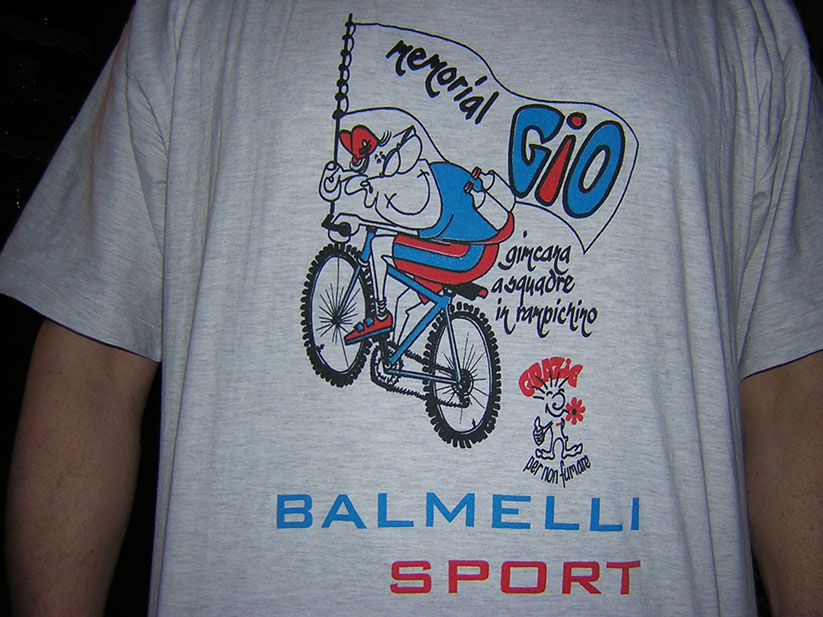 memorial
GiO
gimcana
a squadre
in rampichino
GRAZIE
per non fumare
BALMELLI
SPORT